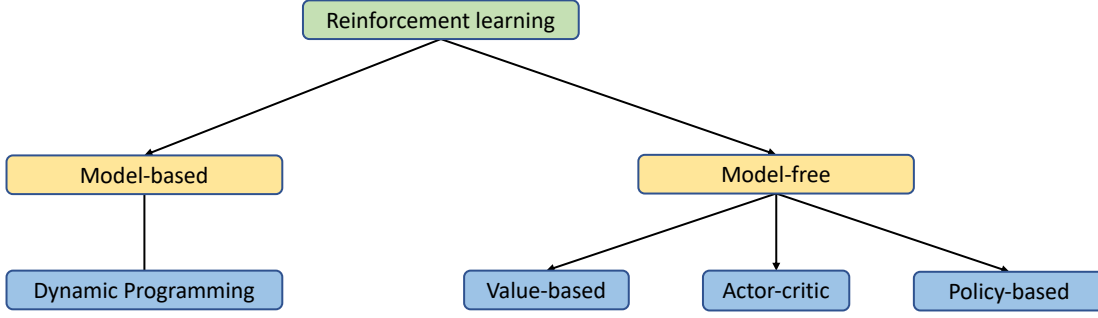 Reinforcement learning
Model-based
Model-free
Dynamic Programming
Value-based
Actor-critic
Policy-based